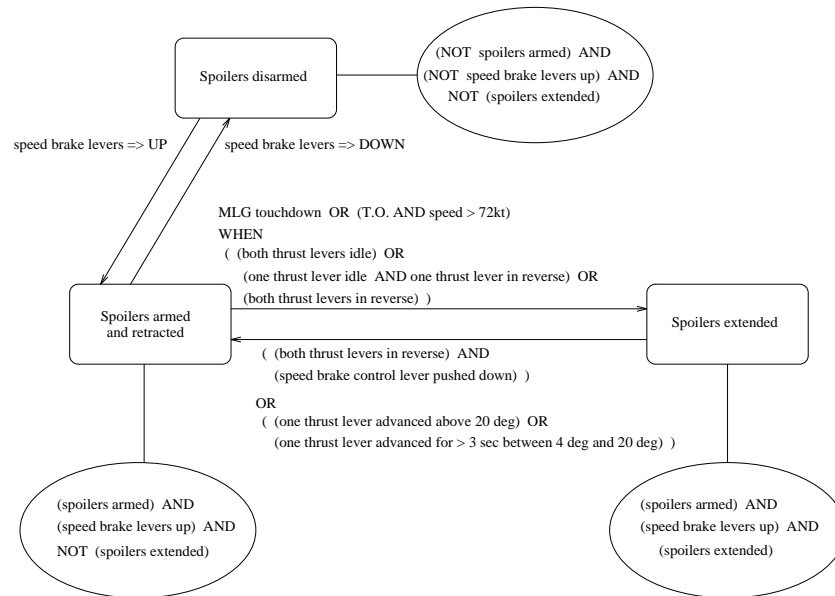 (NOT spoilers armed) AND
(NOT speed brake levers up) AND
NOT (spoilers extended)
Spoilers disarmed
speed brake levers => UP
speed brake levers => DOWN
MLG touchdown OR (T.O. AND speed > 72kt)
WHEN
( (both thrust levers idle) OR
(one thrust lever idle AND one thrust lever in reverse) OR
(both thrust levers in reverse) )
Spoilers armed
and retracted
Spoilers extended
( (both thrust levers in reverse) AND
(speed brake control lever pushed down) )
OR
( (one thrust lever advanced above 20 deg) OR
(one thrust lever advanced for > 3 sec between 4 deg and 20 deg) )
(spoilers armed) AND
(speed brake levers up) AND
NOT (spoilers extended)
(spoilers armed) AND
(speed brake levers up) AND
(spoilers extended)